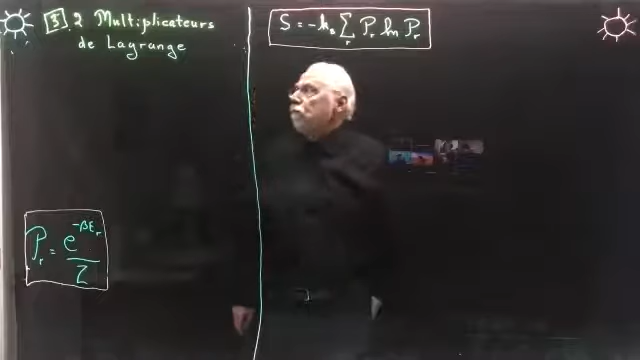 3.2 Multiplicateurs
de Lagrange
S = -k_B ∑_r P_r ln P_r
P_r = e^{-βE_r} / Z